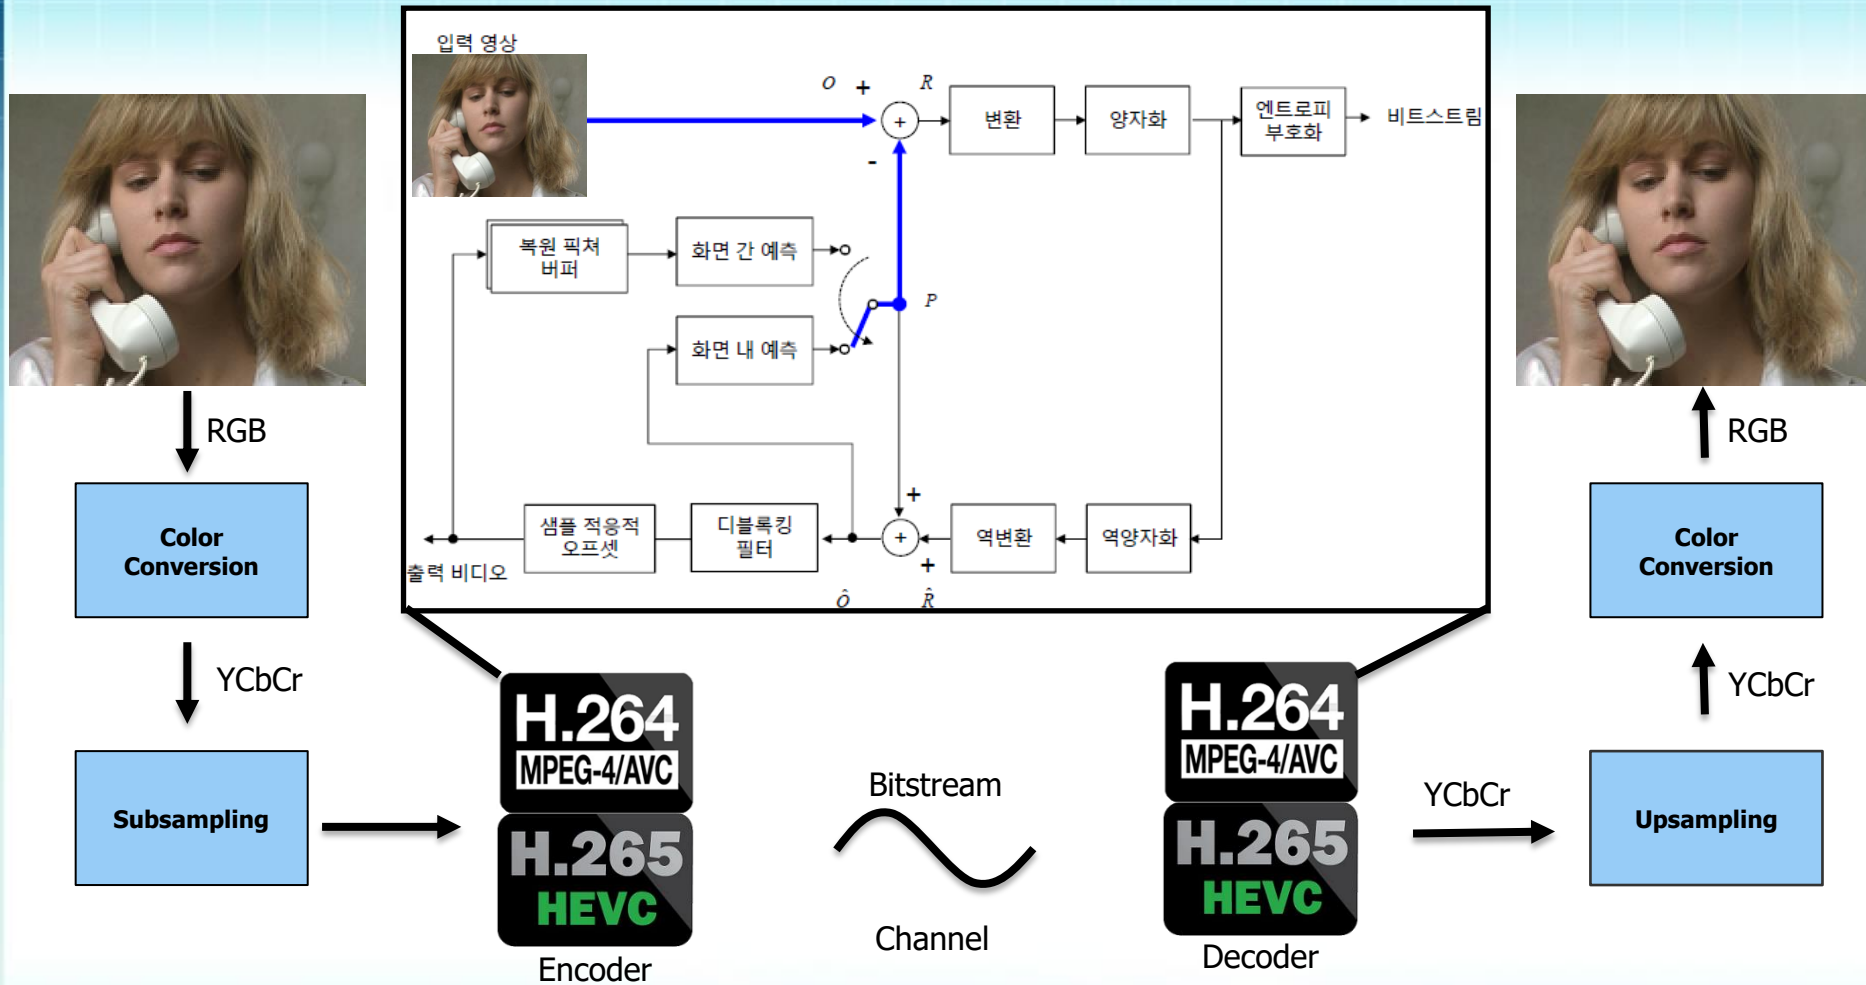 입력 영상
O
+
R
-
+
변환
양자화
엔트로피
부호화
비트스트림
복원 픽쳐
버퍼
화면 간 예측
P
화면 내 예측
+
+
+
역변환
역양자화
디블록킹
필터
샘플 적응적
오프셋
출력 비디오
Ô
R̂
RGB
Color
Conversion
YCbCr
Subsampling
H.264
MPEG-4/AVC
H.265
HEVC
Encoder
Bitstream
Channel
H.264
MPEG-4/AVC
H.265
HEVC
Decoder
YCbCr
Upsampling
YCbCr
Color
Conversion
RGB